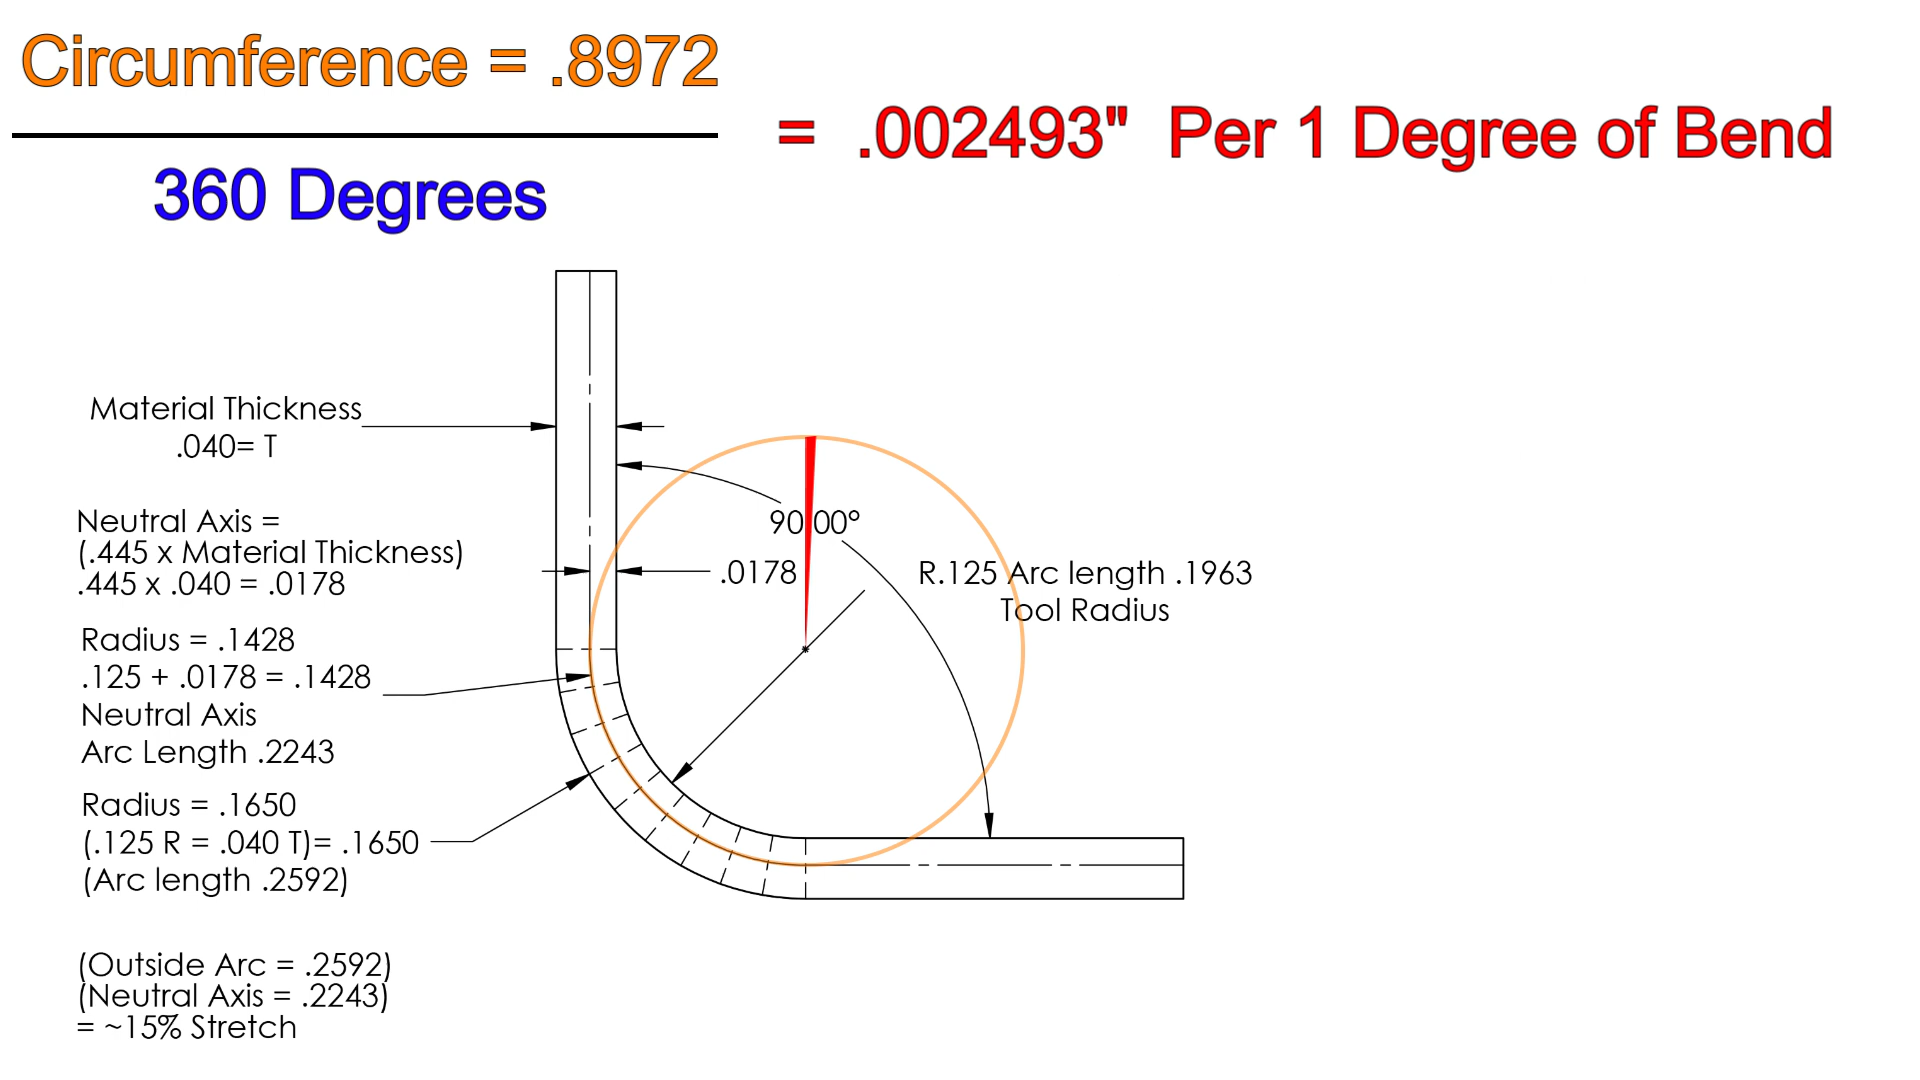 Circumference = .8972
360 Degrees
= .002493" Per 1 Degree of Bend
Material Thickness
.040= T
90.00°
Neutral Axis =
(.445 x Material Thickness)
.445 x .040 = .0178
.0178
R.125 Arc length .1963
Tool Radius
Radius = .1428
.125 + .0178 = .1428
Neutral Axis
Arc Length .2243
Radius = .1650
(.125 R = .040 T)= .1650
(Arc length .2592)
(Outside Arc = .2592)
(Neutral Axis = .2243)
= ~15% Stretch